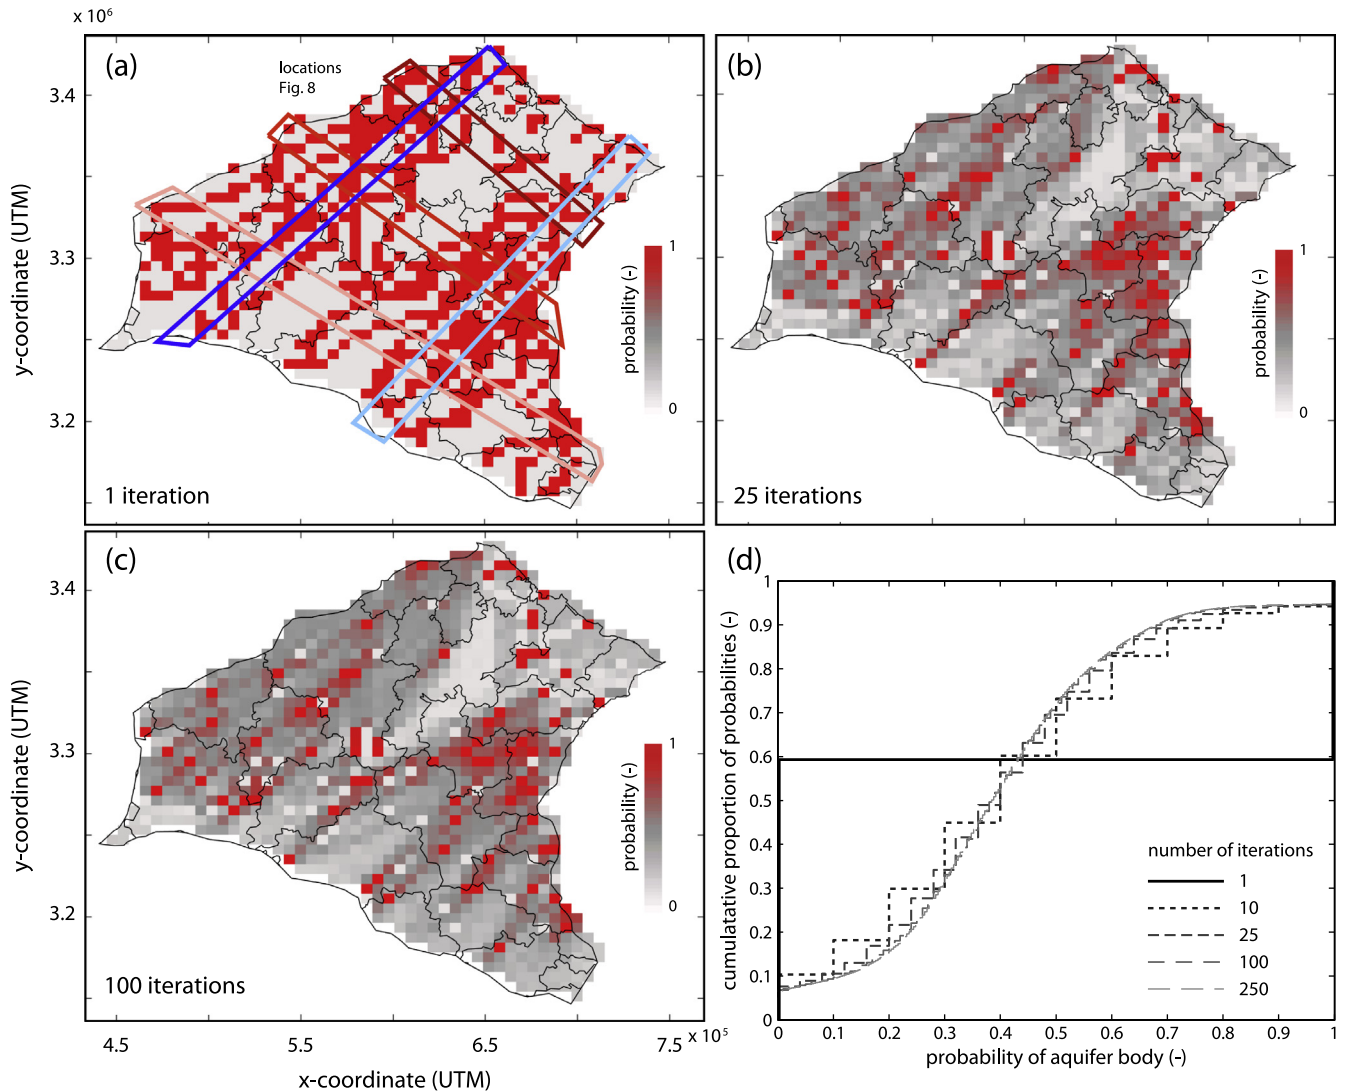 x 10⁶
(a)
locations
Fig. 8
3,4
3.3
3.2
y-coordinate (UTM)
probability (-)
1
0
1 iteration
(b)
probability (-)
1
0
25 iterations
(c)
3.4
3.3
3.2
y-coordinate (UTM)
probability (-)
1
0
100 iterations
4.5
5.5
6.5
7.5
x 10⁵
x-coordinate (UTM)
(d)
1
0.9
0.8
0.7
0.6
0.5
0.4
0.3
0.2
0.1
0
cumulatative proportion of probabilities (-)
number of iterations
1
10
25
100
250
0
0.1
0.2
0.3
0.4
0.5
0.6
0.7
0.8
0.9
1
probability of aquifer body (-)